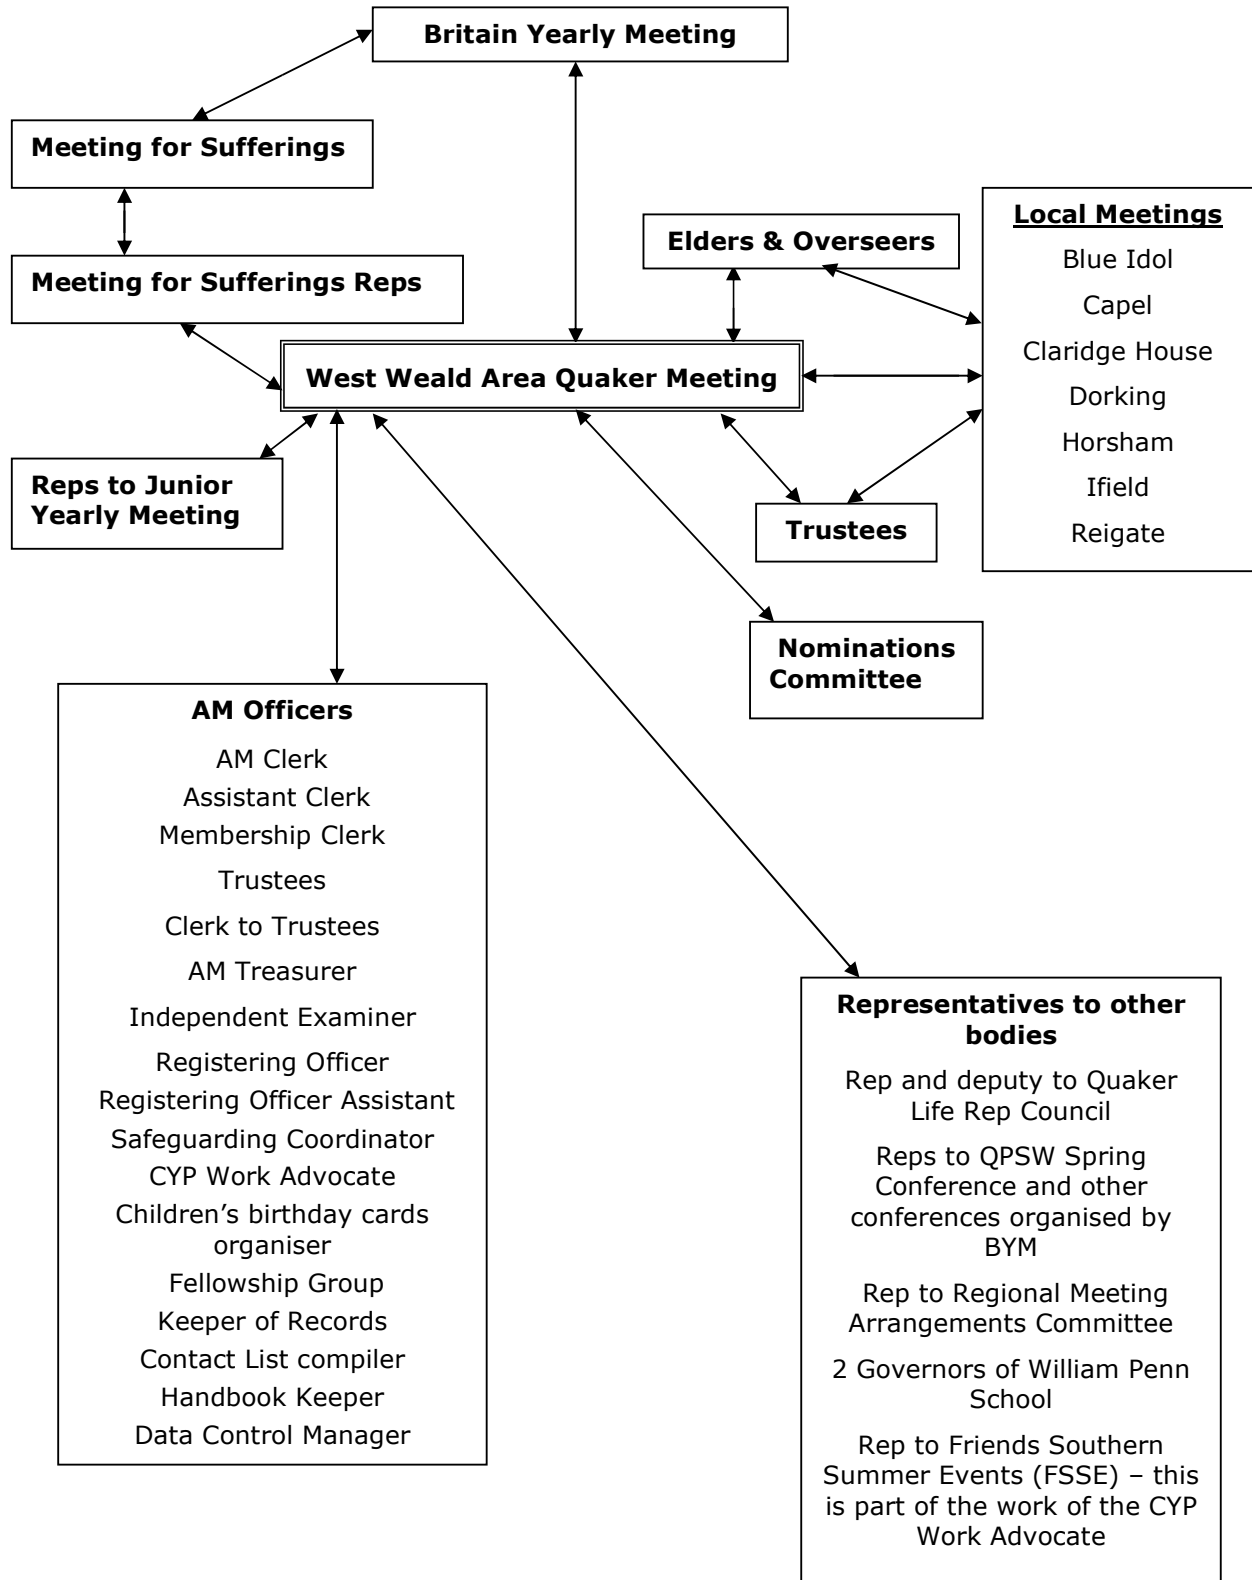 Britain Yearly Meeting
Meeting for Sufferings
Meeting for Sufferings Reps
Elders & Overseers
Local Meetings
Blue Idol
Capel
Claridge House
Dorking
Horsham
Ifield
Reigate
West Weald Area Quaker Meeting
Reps to Junior
Yearly Meeting
Trustees
Nominations
Committee
AM Officers
AM Clerk
Assistant Clerk
Membership Clerk
Trustees
Clerk to Trustees
AM Treasurer
Independent Examiner
Registering Officer
Registering Officer Assistant
Safeguarding Coordinator
CYP Work Advocate
Children’s birthday cards
organiser
Fellowship Group
Keeper of Records
Contact List compiler
Handbook Keeper
Data Control Manager
Representatives to other
bodies
Rep and deputy to Quaker
Life Rep Council
Reps to QPSW Spring
Conference and other
conferences organised by
BYM
Rep to Regional Meeting
Arrangements Committee
2 Governors of William Penn
School
Rep to Friends Southern
Summer Events (FSSE) – this
is part of the work of the CYP
Work Advocate